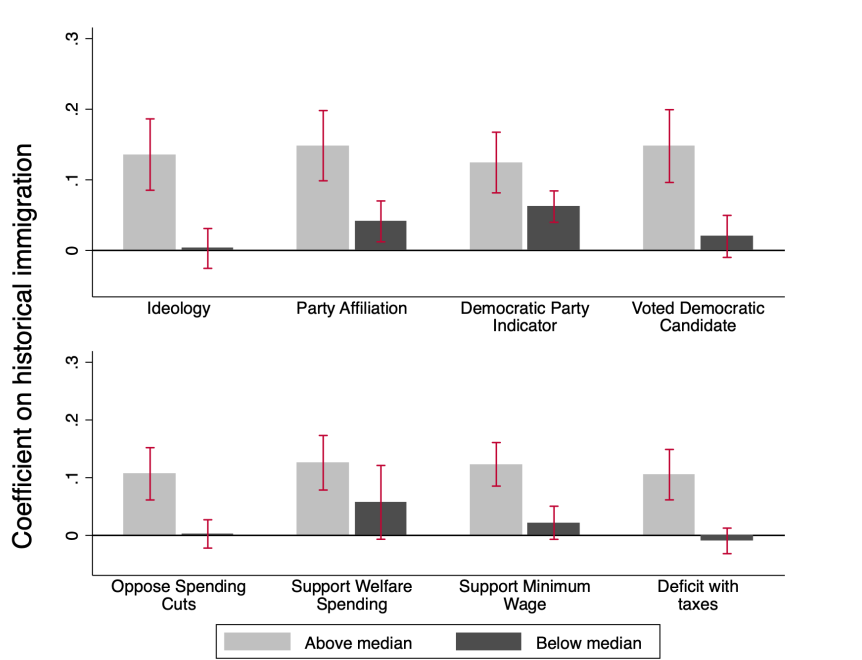 Coefficient on historical immigration
.3
.2
.1
0
Ideology
Party Affiliation
Democratic Party
Indicator
Voted Democratic
Candidate
.3
.2
.1
0
Oppose Spending
Cuts
Support Welfare
Spending
Support Minimum
Wage
Deficit with
taxes
Above median
Below median